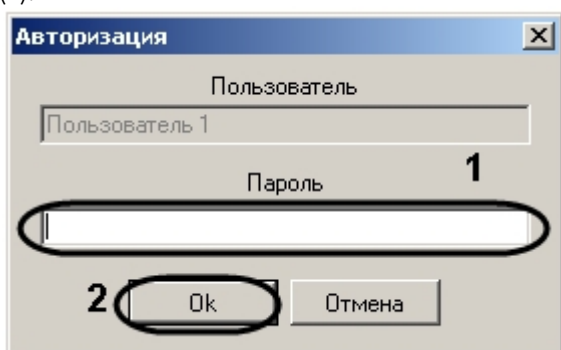 Авторизация
Пользователь
Пользователь 1
1
Пароль
2 Ok Отмена